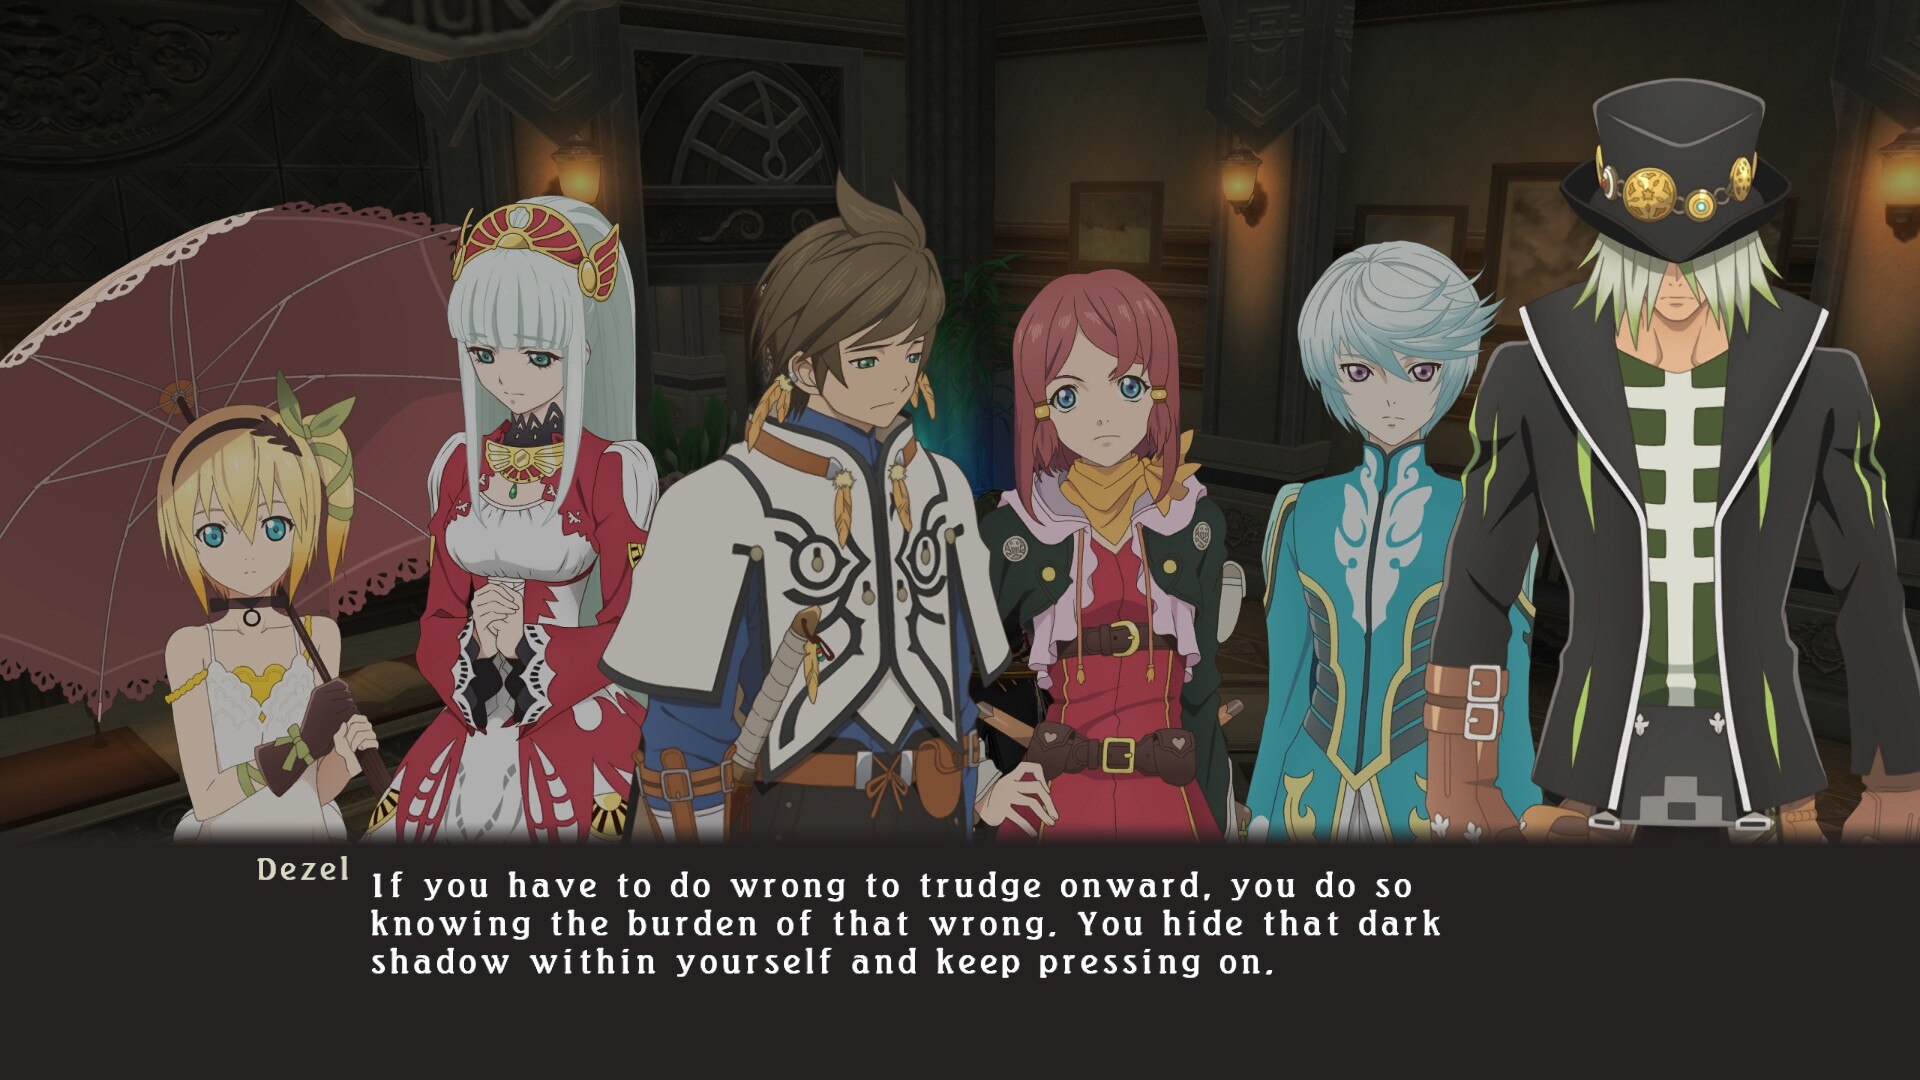 Dezel
If you have to do wrong to trudge onward, you do so
knowing the burden of that wrong. You hide that dark
shadow within yourself and keep pressing on.